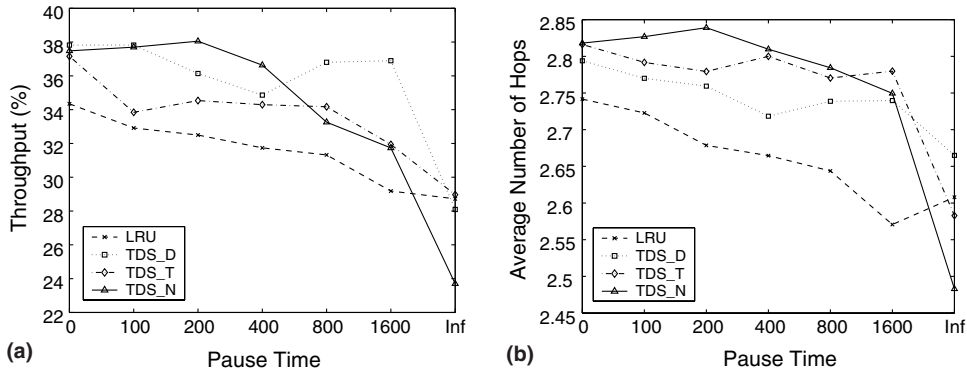 Throughput (%)
40
38
36
34
32
30
28
26
24
22
LRU
TDS_D
TDS_T
TDS_N
0 100 200 400 800 1600 Inf
(a)
Pause Time
Average Number of Hops
2.85
2.8
2.75
2.7
2.65
2.6
2.55
2.5
2.45
LRU
TDS_D
TDS_T
TDS_N
0 100 200 400 800 1600 Inf
(b)
Pause Time